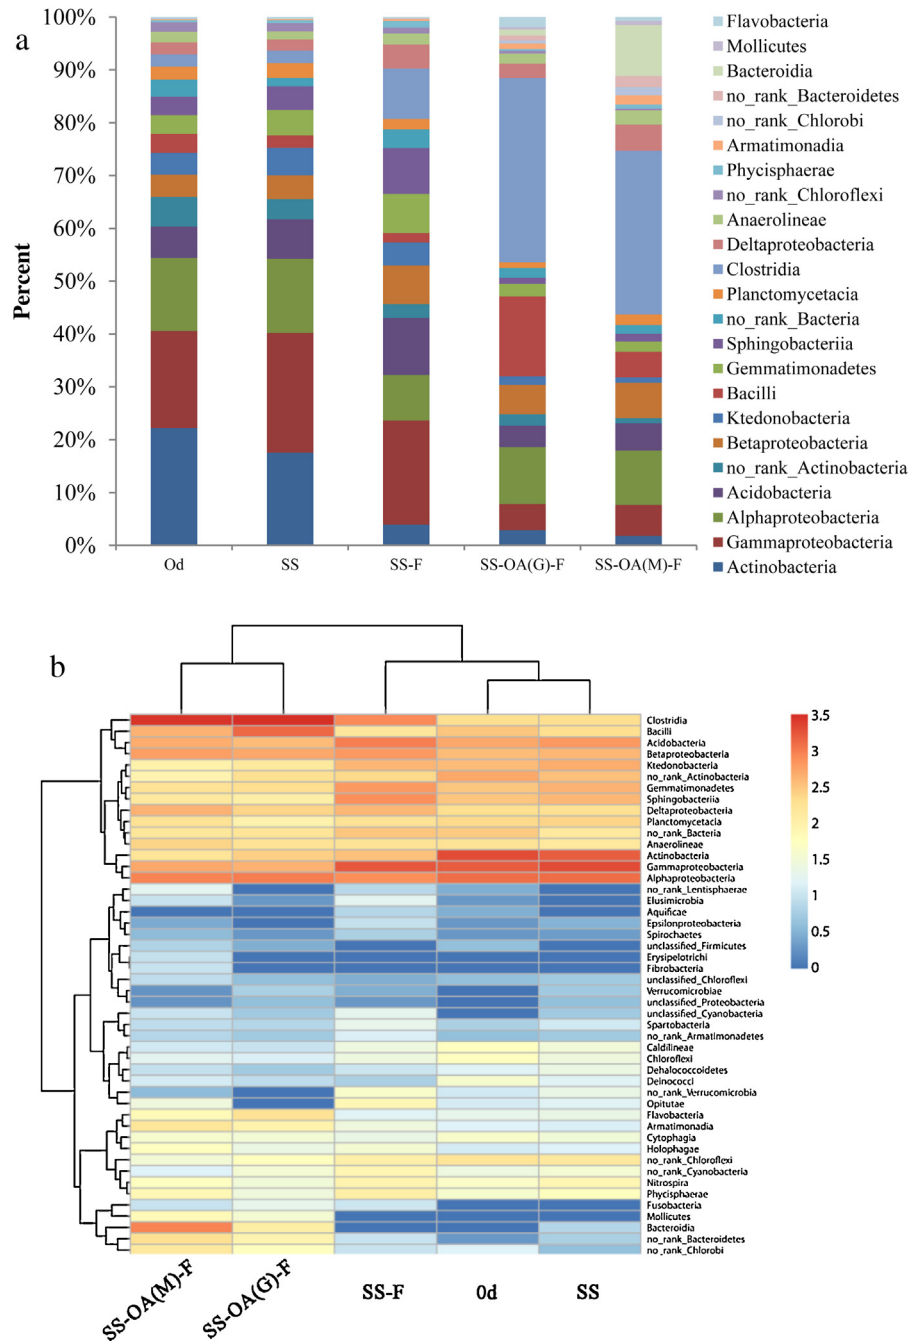 a
100%
90%
80%
70%
60%
50%
40%
30%
20%
10%
0%
Percent
Od
SS
SS-F
SS-OA(G)-F
SS-OA(M)-F
Flavobacteria
Mollicutes
Bacteroidia
no_rank_Bacteroidetes
no_rank_Chlorobi
Armatimonadia
Phycisphaerae
no_rank_Chloroflexi
Anaerolineae
Deltaproteobacteria
Clostridia
Planctomycetacia
no_rank_Bacteria
Sphingobacteriia
Gemmatimonadetes
Bacilli
Ktedonobacteria
Betaproteobacteria
no_rank_Actinobacteria
Acidobacteria
Alphaproteobacteria
Gammaproteobacteria
Actinobacteria
b
Clostridia
Bacilli
Acidobacteria
Betaproteobacteria
Ktedonobacteria
no_rank_Actinobacteria
Gemmatimonadetes
Sphingobacteriia
Deltaproteobacteria
Planctomycetacia
no_rank_Bacteria
Anaerolineae
Actinobacteria
Gammaproteobacteria
Alphaproteobacteria
no_rank_Lentisphaerae
Elusimicrobia
Aquificae
Epsilonproteobacteria
Spirochaetes
unclassified_Firmicutes
Erysipelotrichi
Fibrobacteria
unclassified_Chloroflexi
Verrucomicrobiae
unclassified_Proteobacteria
unclassified_Cyanobacteria
Spartobacteria
no_rank_Armatimonadetes
Caldilineae
Chloroflexi
Dehalococcoidetes
Deinococci
no_rank_Verrucomicrobia
Opitutae
Flavobacteria
Armatimonadia
Cytophagia
Holophagae
no_rank_Chloroflexi
no_rank_Cyanobacteria
Nitrospira
Phycisphaerae
Fusobacteria
Mollicutes
Bacteroidia
no_rank_Bacteroidetes
no_rank_Chlorobi
3.5
3
2.5
2
1.5
1
0.5
0
SS-OA(M)-F
SS-OA(G)-F
SS-F
0d
SS